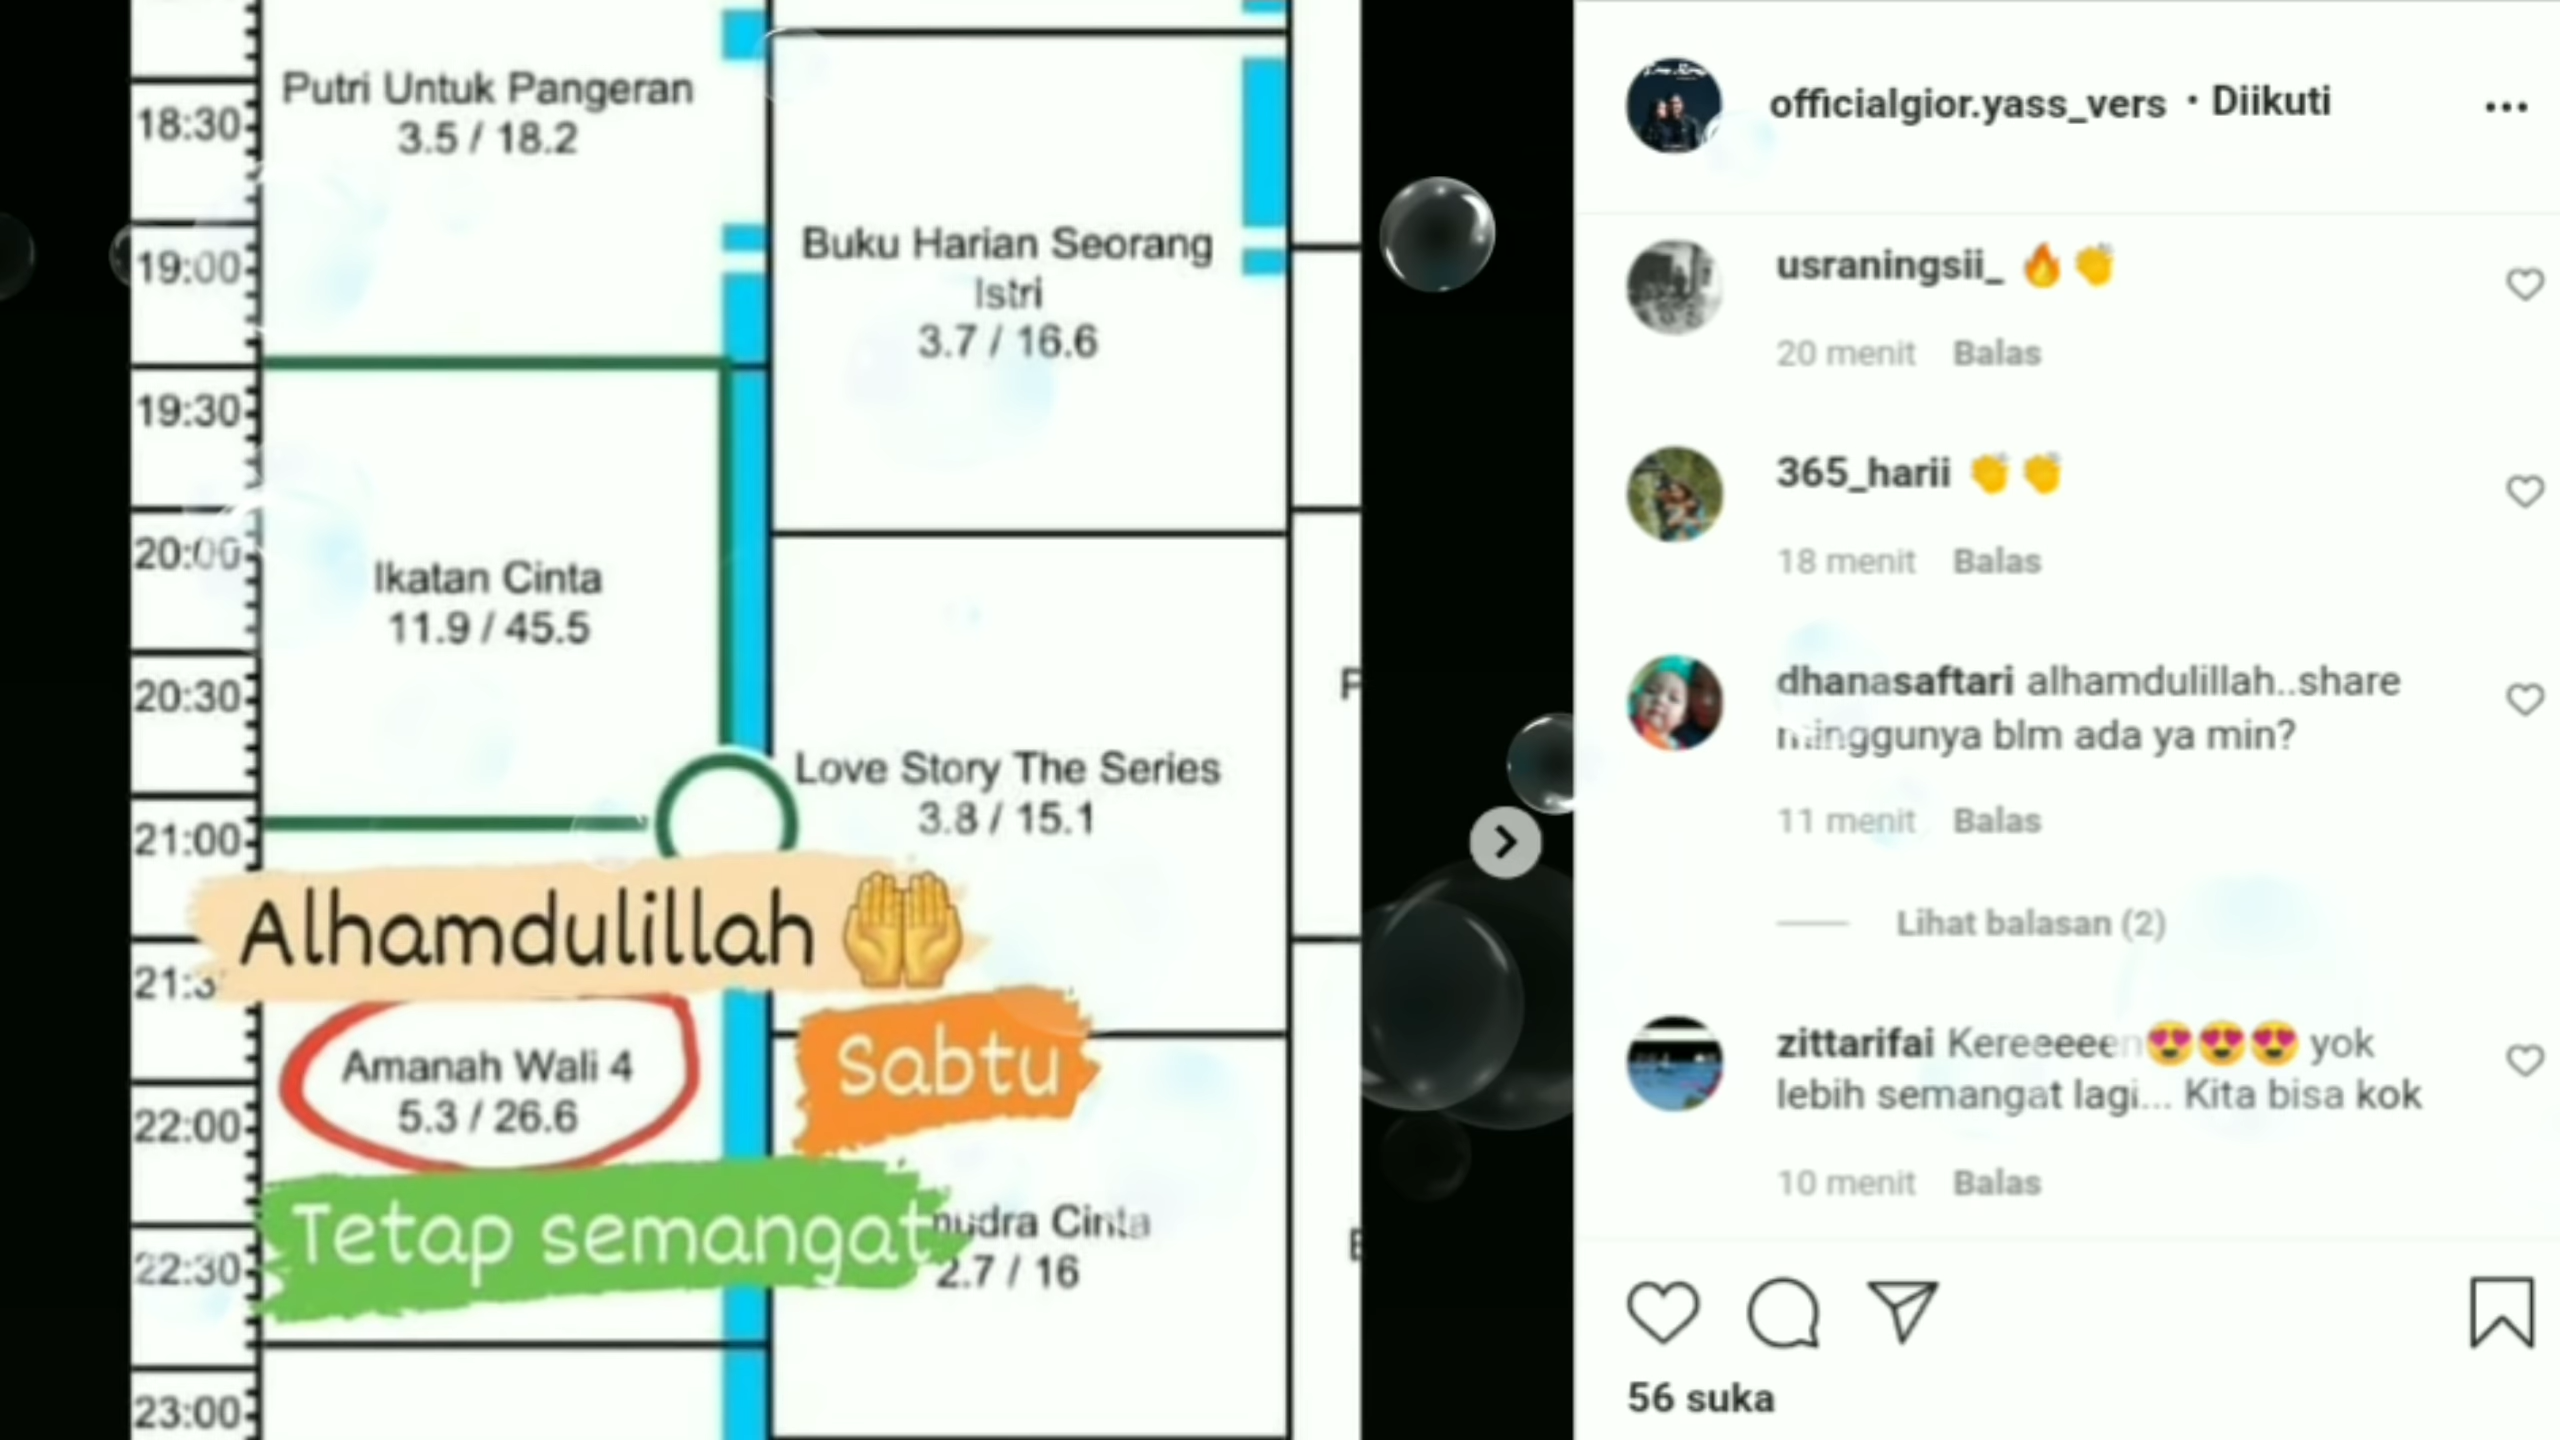 Putri Untuk Pangeran
3.5 / 18.2
18:30
19:00
19:30
20:00
20:30
21:00
22:00
22:30
23:00
Ikatan Cinta
11.9 / 45.5
Amanah Wali 4
5.3 / 26.6
Buku Harian Seorang
Istri
3.7 / 16.6
Love Story The Series
3.8 / 15.1
Cinta
2.7 / 16
Alhamdulillah 🤲
Sabtu
Tetap semangat
officialgior.yass_vers • Diikuti
usraningsii_ 🔥👏
20 menit Balas
365_harii 👏👏
18 menit Balas
dhanasaftari alhamdulillah..share
minggunya blm ada ya min?
11 menit Balas
Lihat balasan (2)
zittarifai Kereeeeen😍😍😍 yok
lebih semangat lagi... Kita bisa kok
10 menit Balas
56 suka